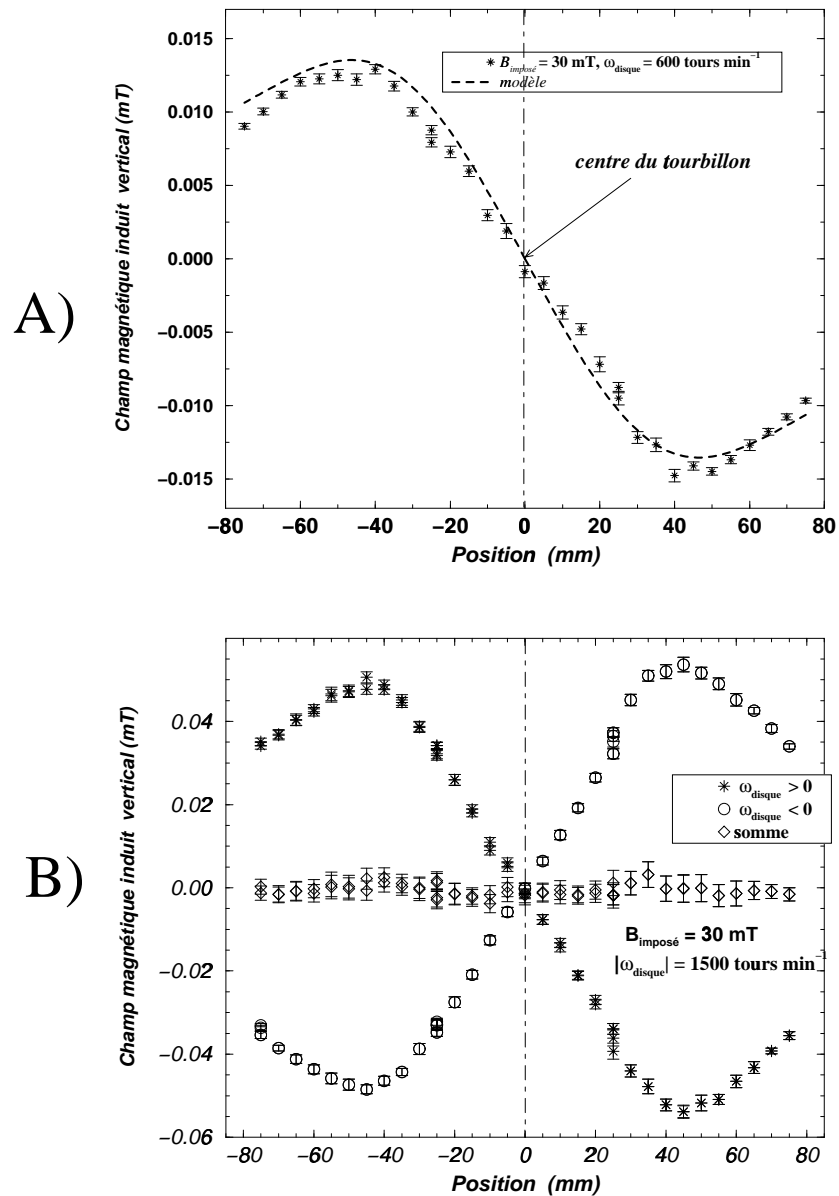 A)
0.015
0.010
0.005
0.000
−0.005
−0.010
−0.015
Champ magnétique induit vertical (mT)
B_imposé = 30 mT, ω_disque = 600 tours min⁻¹
modèle
centre du tourbillon
−80 −60 −40 −20 0 20 40 60 80
Position (mm)
B)
0.04
0.02
0.00
−0.02
−0.04
−0.06
Champ magnétique induit vertical (mT)
ω_disque > 0
ω_disque < 0
somme
B_imposé = 30 mT
|ω_disque| = 1500 tours min⁻¹
−80 −60 −40 −20 0 20 40 60 80
Position (mm)